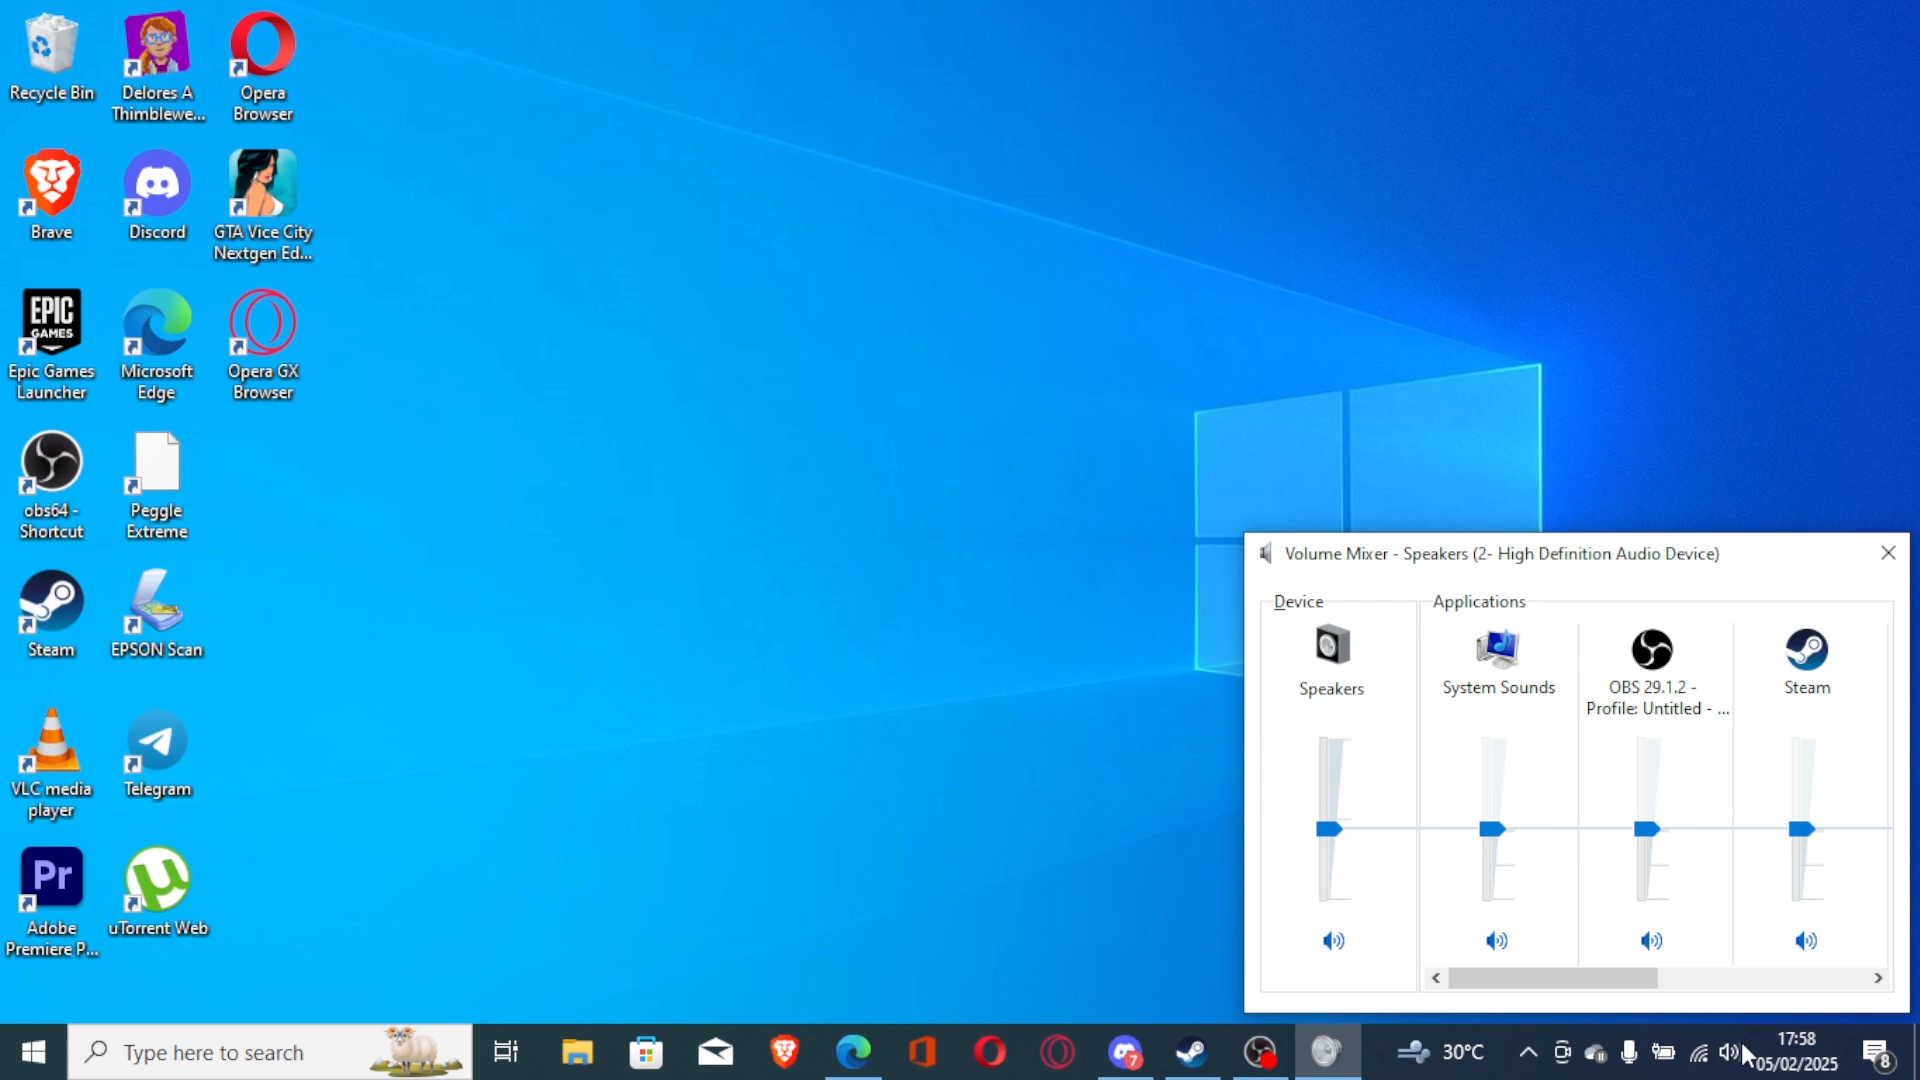 Recycle Bin
Delores A
Thimblewe...
Opera
Browser
Brave
Discord
GTA Vice City
Nextgen Ed...
EPIC
GAMES
Epic Games
Launcher
Microsoft
Edge
Opera GX
Browser
obs64 -
Shortcut
Peggle
Extreme
Steam
EPSON Scan
VLC media
player
Telegram
Pr
Adobe
Premiere P...
uTorrent Web
Volume Mixer - Speakers (2- High Definition Audio Device)
Device
Applications
Speakers
System Sounds
OBS 29.1.2 -
Profile: Untitled - ...
Steam
Type here to search
7
30°C
17:58
05/02/2025
8